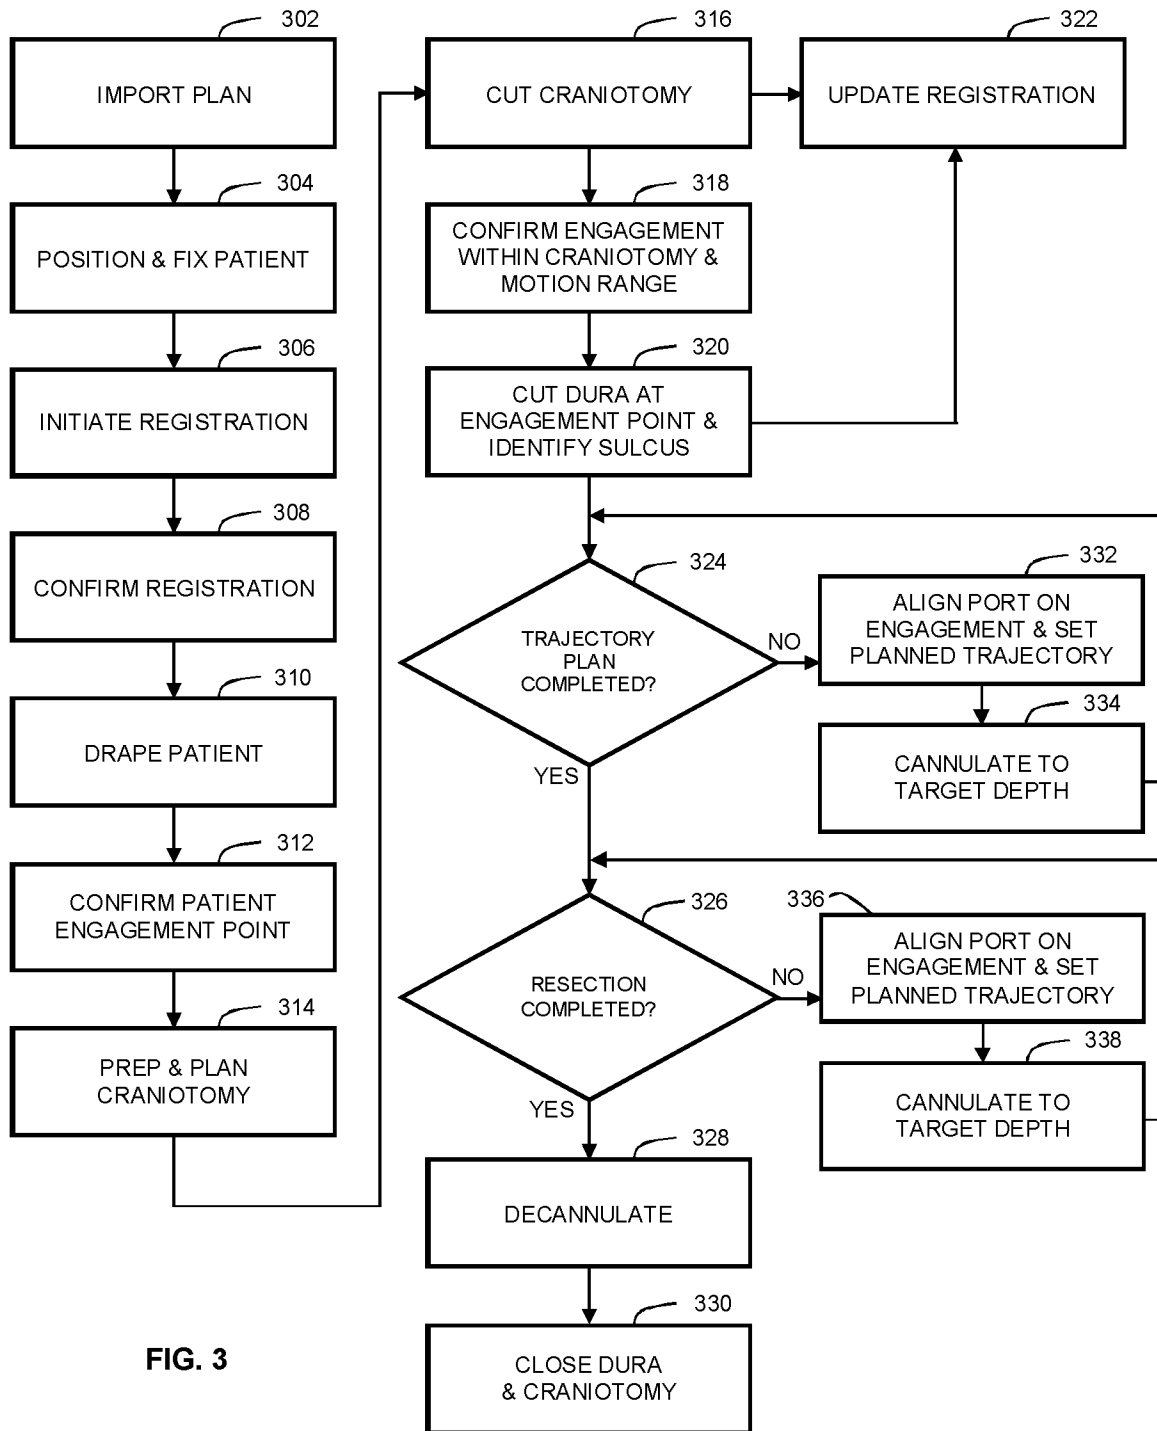 302
IMPORT PLAN
304
POSITION & FIX PATIENT
306
INITIATE REGISTRATION
308
CONFIRM REGISTRATION
310
DRAPE PATIENT
312
CONFIRM PATIENT
ENGAGEMENT POINT
314
PREP & PLAN
CRANIOTOMY
316
CUT CRANIOTOMY
318
CONFIRM ENGAGEMENT
WITHIN CRANIOTOMY &
MOTION RANGE
320
CUT DURA AT
ENGAGEMENT POINT &
IDENTIFY SULCUS
322
UPDATE REGISTRATION
324
TRAJECTORY
PLAN
COMPLETED?
NO
YES
332
ALIGN PORT ON
ENGAGEMENT & SET
PLANNED TRAJECTORY
334
CANNULATE TO
TARGET DEPTH
326
RESECTION
COMPLETED?
NO
YES
336
ALIGN PORT ON
ENGAGEMENT & SET
PLANNED TRAJECTORY
338
CANNULATE TO
TARGET DEPTH
328
DECANNULATE
330
CLOSE DURA
& CRANIOTOMY
FIG. 3